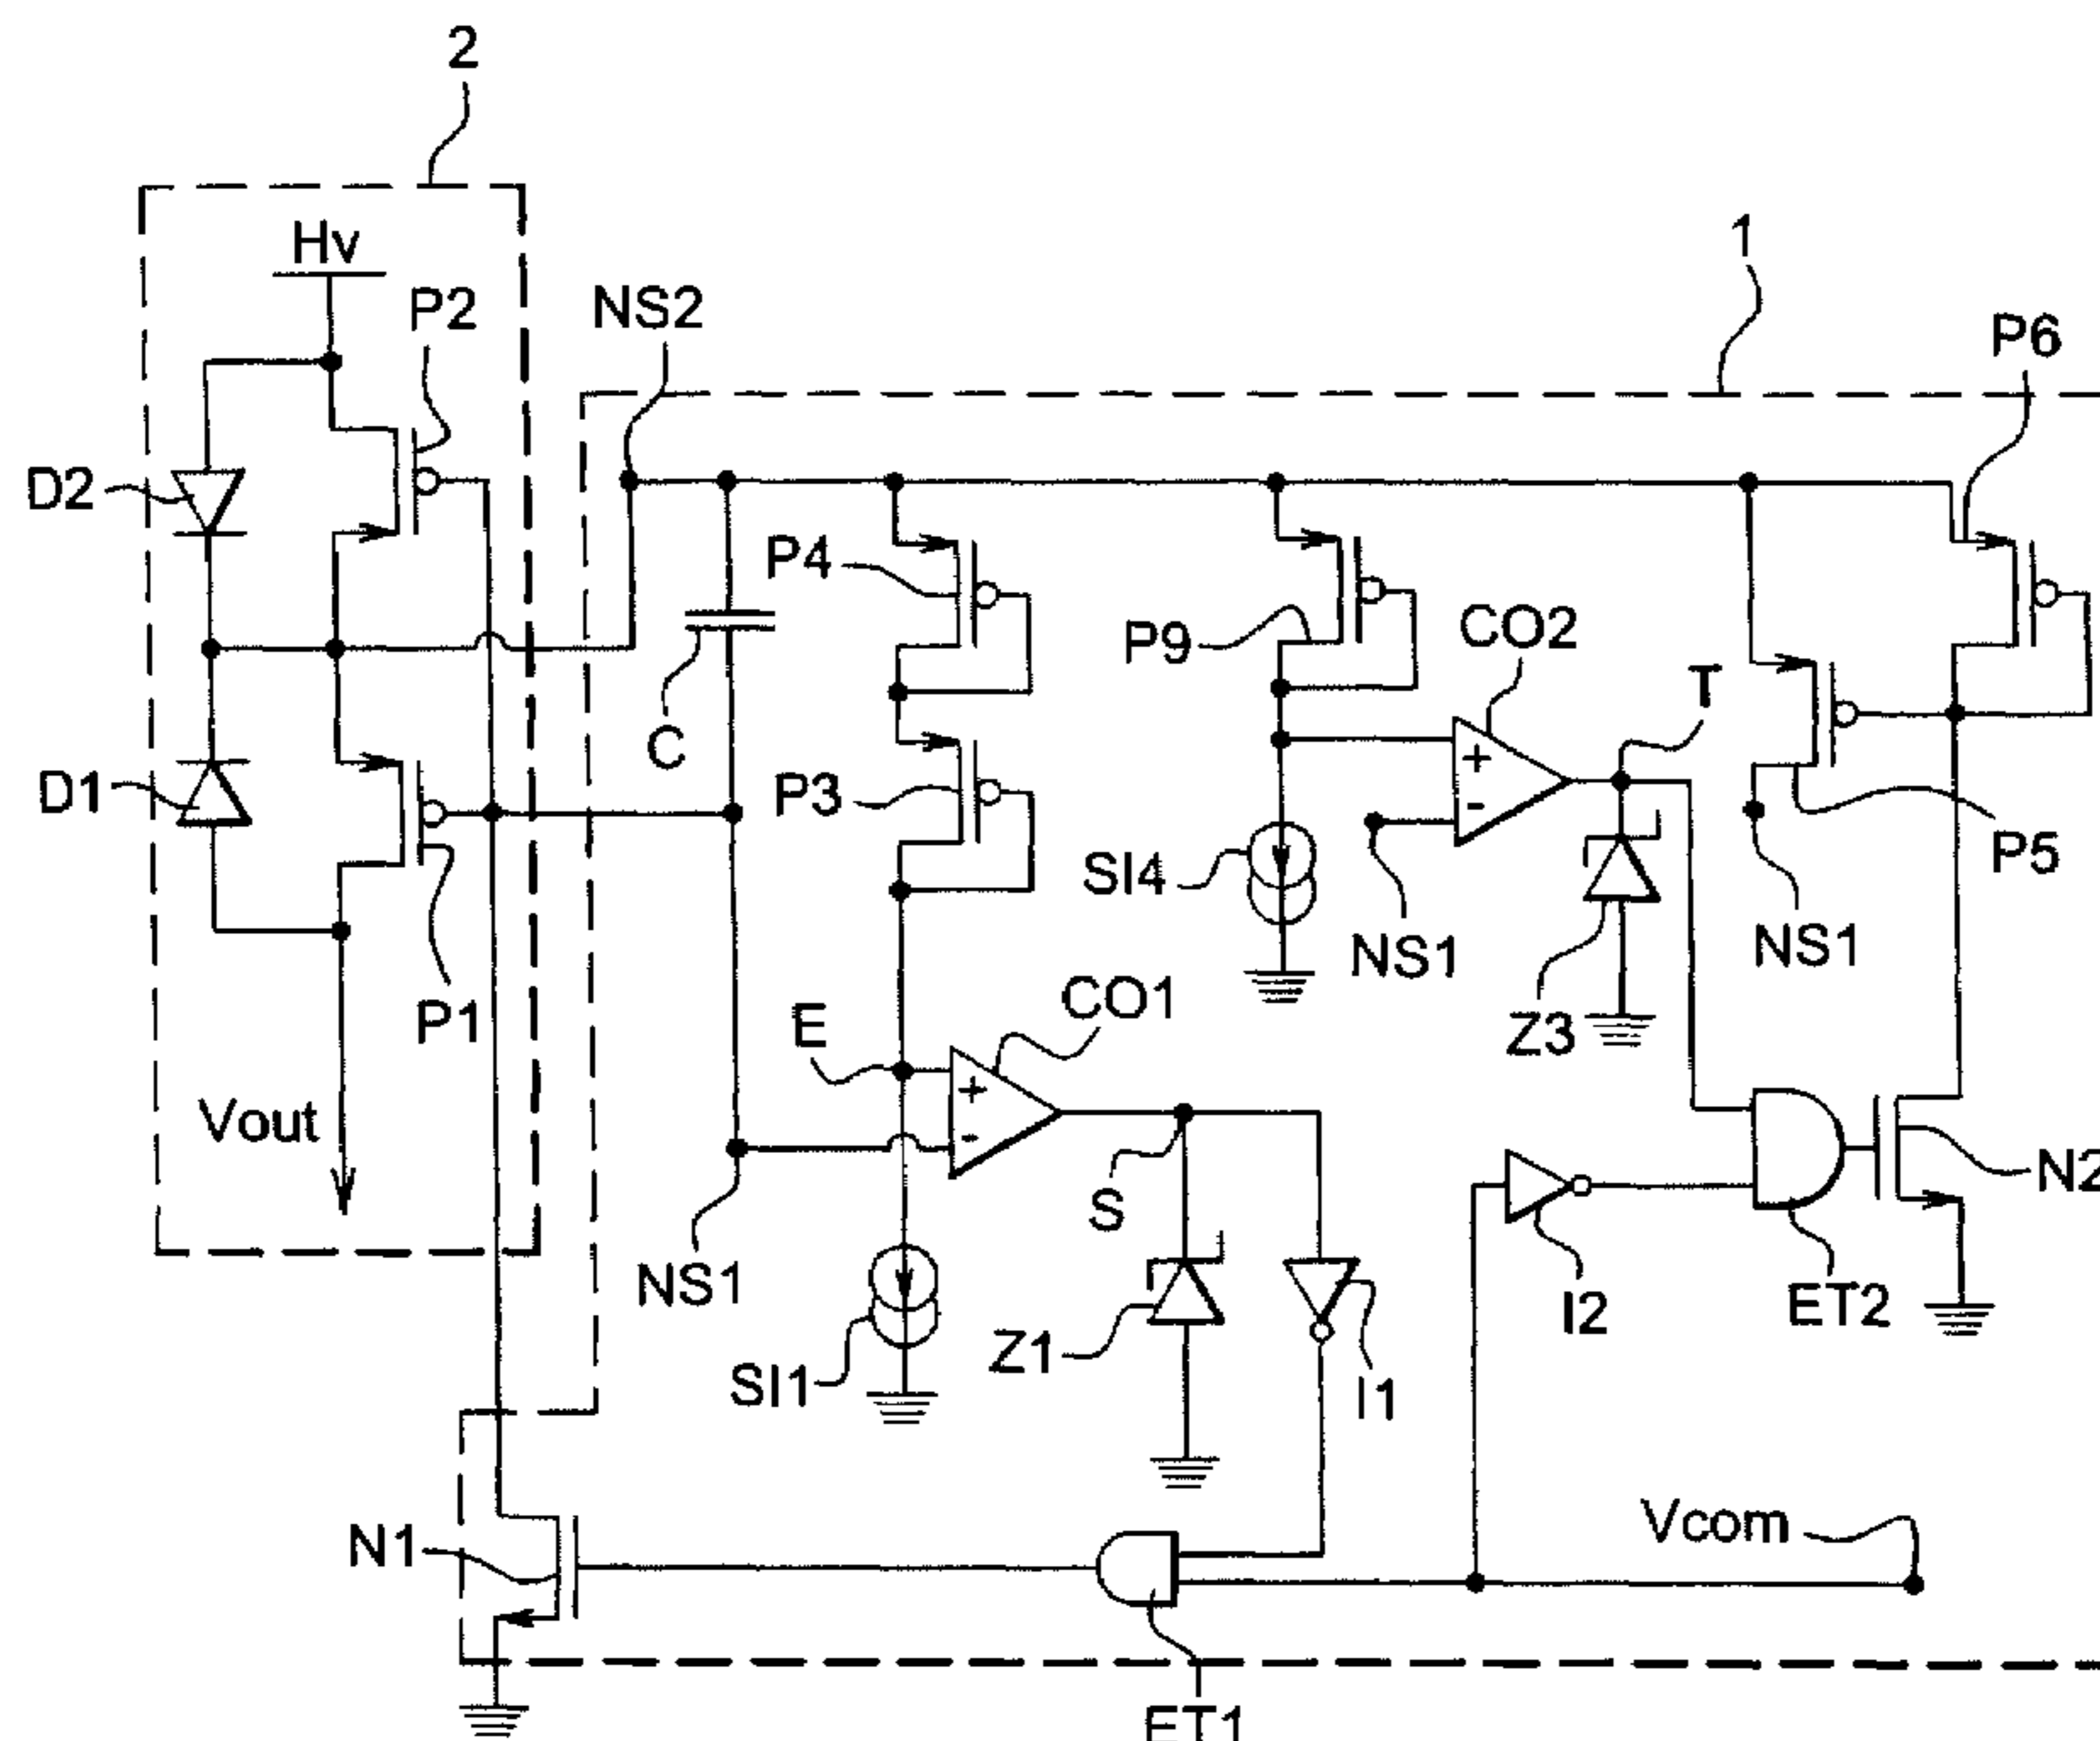 2
Hv
P2
NS2
1
P6
D2
P4
P9
CO2
T
C
D1
P3
SI4
P5
NS1
NS1
P1
E
CO1
Z3
Vout
S
N2
NS1
I2
ET2
Z1
SI1
I1
Vcom
N1
ET1
+
-
+
-